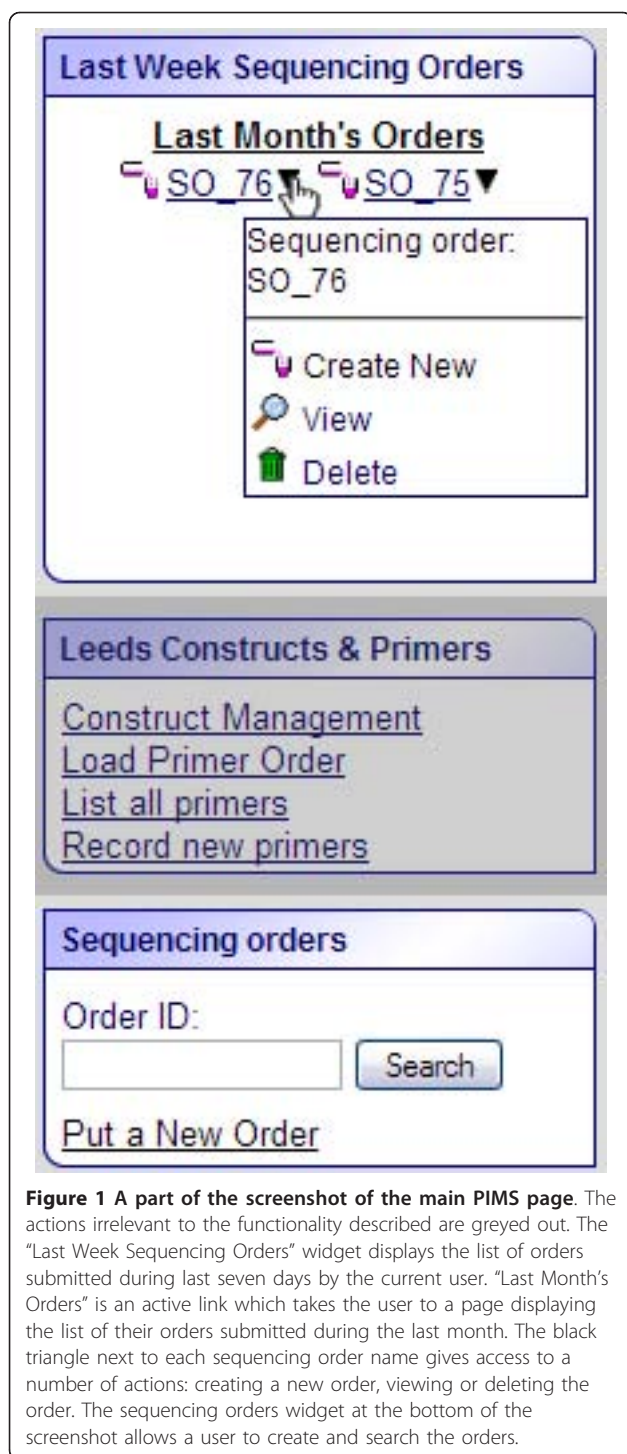 Last Week Sequencing Orders
Last Month's Orders
SO_76▼ SO_75▼
Sequencing order:
SO_76
Create New
View
Delete
Leeds Constructs & Primers
Construct Management
Load Primer Order
List all primers
Record new primers
Sequencing orders
Order ID:
Search
Put a New Order
Figure 1 A part of the screenshot of the main PIMS page. The
actions irrelevant to the functionality described are greyed out. The
“Last Week Sequencing Orders” widget displays the list of orders
submitted during last seven days by the current user. “Last Month’s
Orders” is an active link which takes the user to a page displaying
the list of their orders submitted during the last month. The black
triangle next to each sequencing order name gives access to a
number of actions: creating a new order, viewing or deleting the
order. The sequencing orders widget at the bottom of the
screenshot allows a user to create and search the orders.